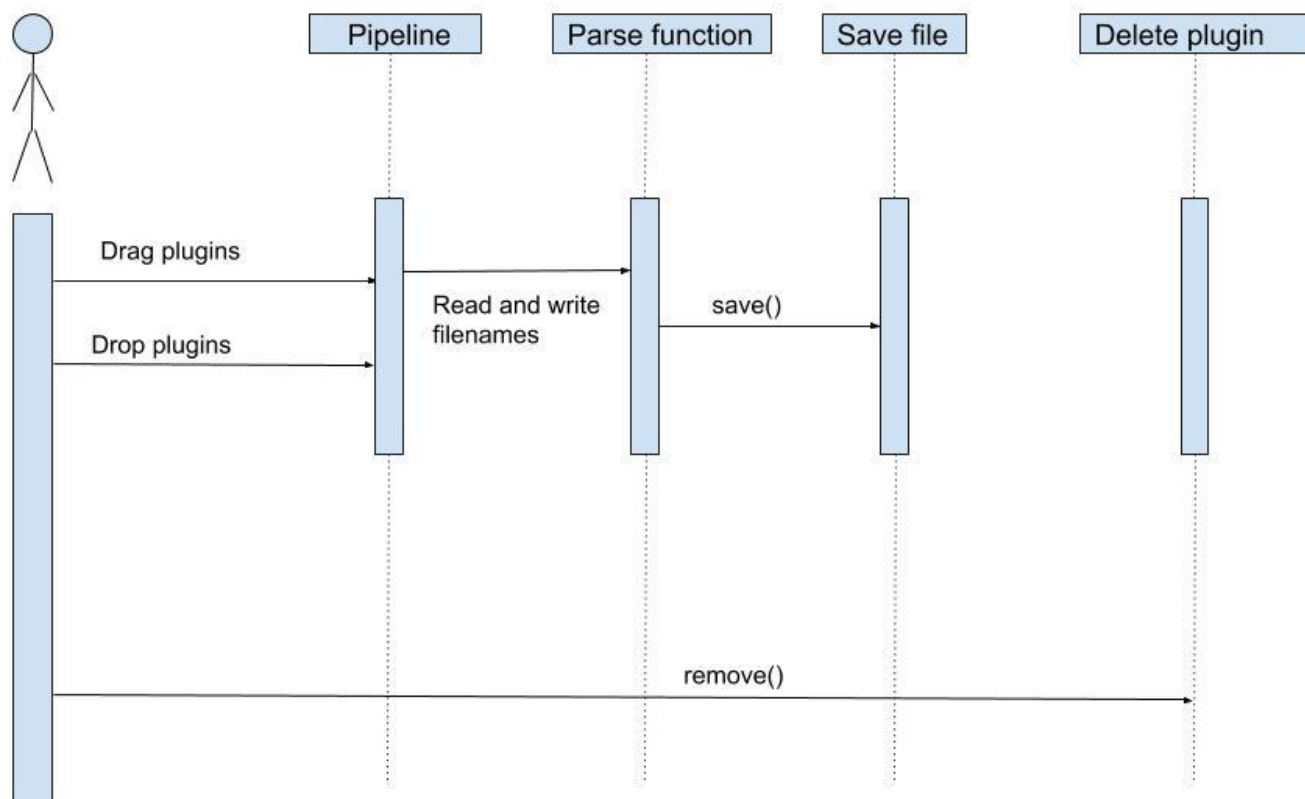 Pipeline
Parse function
Save file
Delete plugin
Drag plugins
Read and write
filenames
save()
Drop plugins
remove()